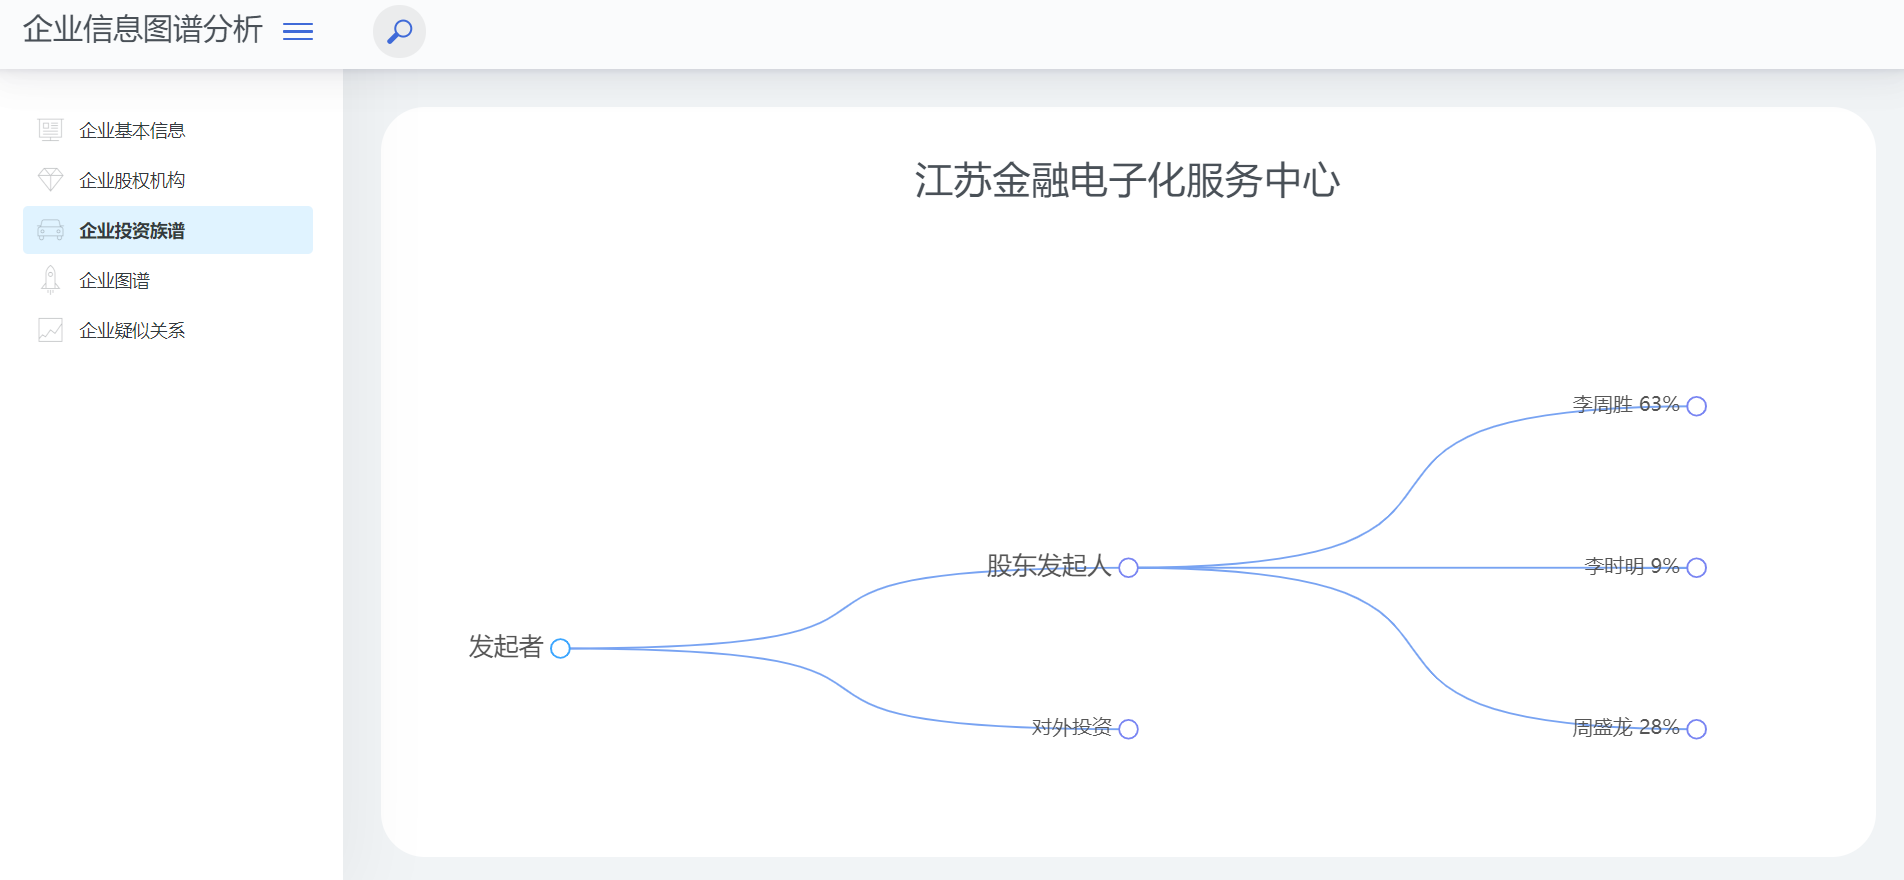 企业信息图谱分析
企业基本信息
企业股权机构
企业投资族谱
企业图谱
企业疑似关系
江苏金融电子化服务中心
李周胜 63%
股东发起人
李时明 9%
发起者
对外投资
周盛龙 28%